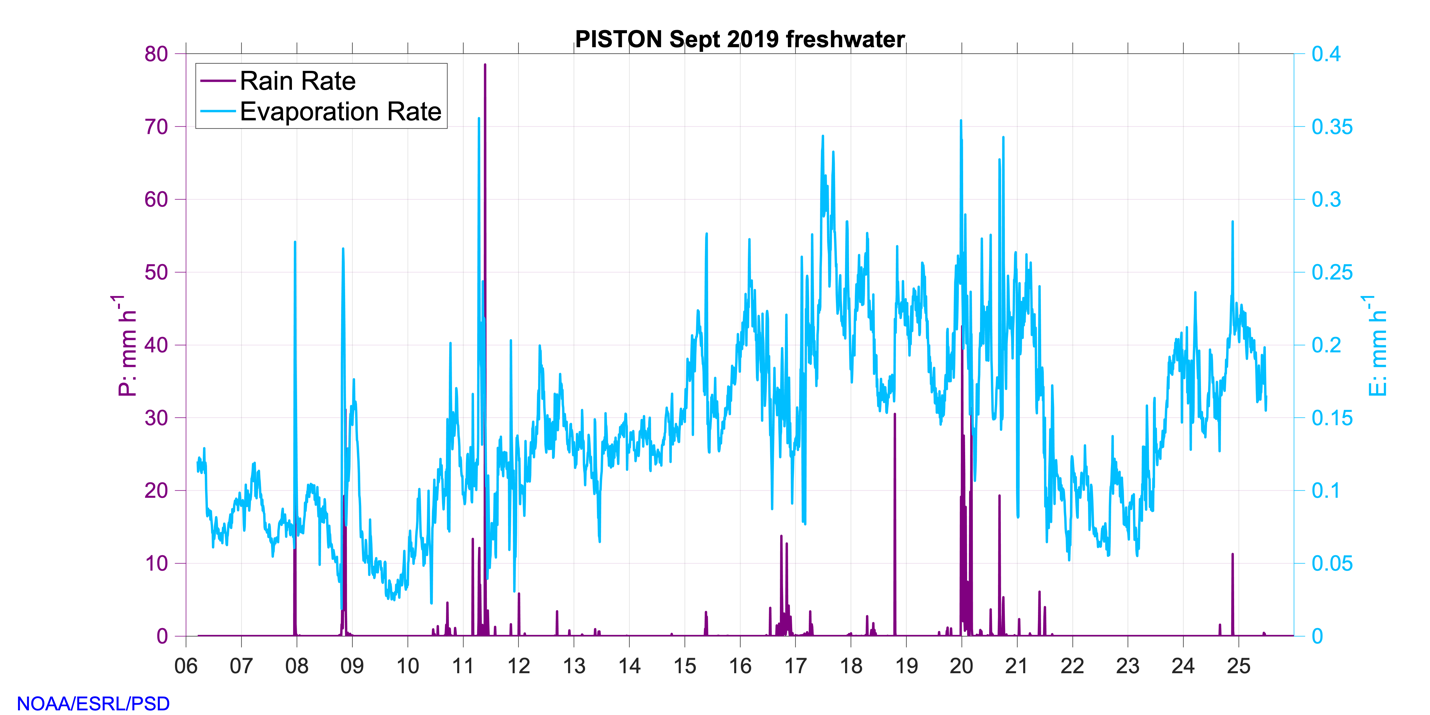 PISTON Sept 2019 freshwater
Rain Rate
Evaporation Rate
P: mm h-1
80
70
60
50
40
30
20
10
0
E: mm h-1
0.4
0.35
0.3
0.25
0.2
0.15
0.1
0.05
0
06 07 08 09 10 11 12 13 14 15 16 17 18 19 20 21 22 23 24 25
NOAA/ESRL/PSD